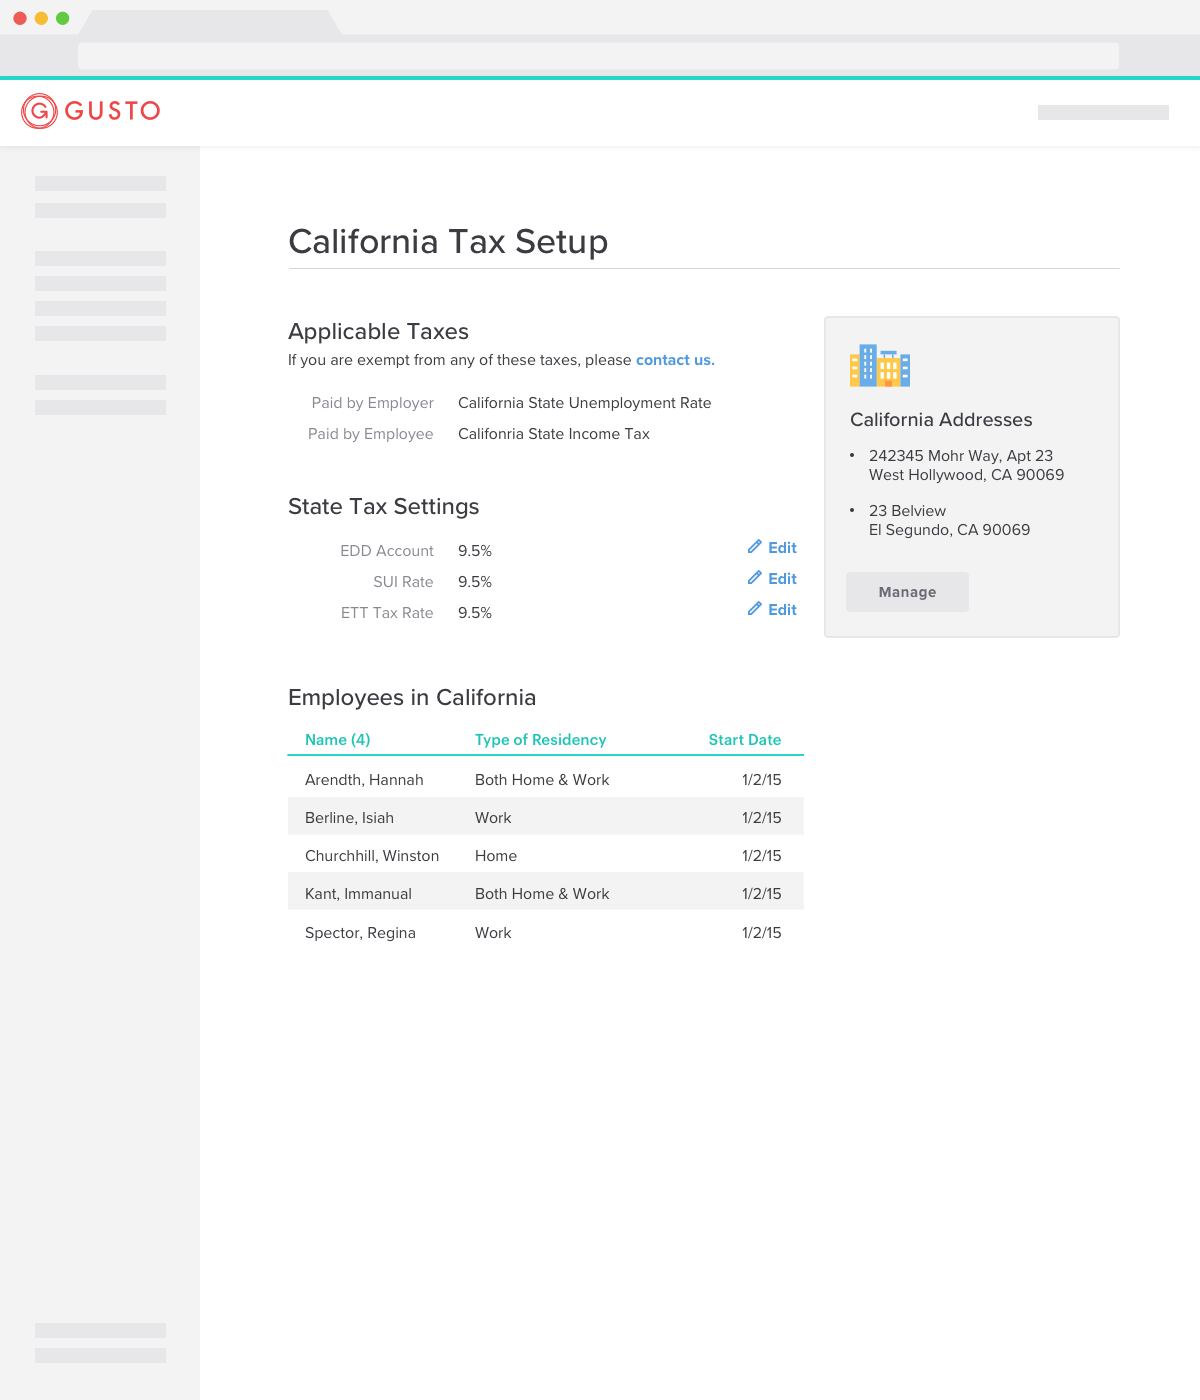 GUSTO
California Tax Setup
Applicable Taxes
If you are exempt from any of these taxes, please contact us.
Paid by Employer California State Unemployment Rate
Paid by Employee Califonria State Income Tax
State Tax Settings
EDD Account 9.5% Edit
SUI Rate 9.5% Edit
ETT Tax Rate 9.5% Edit
California Addresses
• 242345 Mohr Way, Apt 23
West Hollywood, CA 90069
• 23 Belview
El Segundo, CA 90069
Manage
Employees in California
Name (4) Type of Residency Start Date
Arendth, Hannah Both Home & Work 1/2/15
Berline, Isiah Work 1/2/15
Churchhill, Winston Home 1/2/15
Kant, Immanual Both Home & Work 1/2/15
Spector, Regina Work 1/2/15